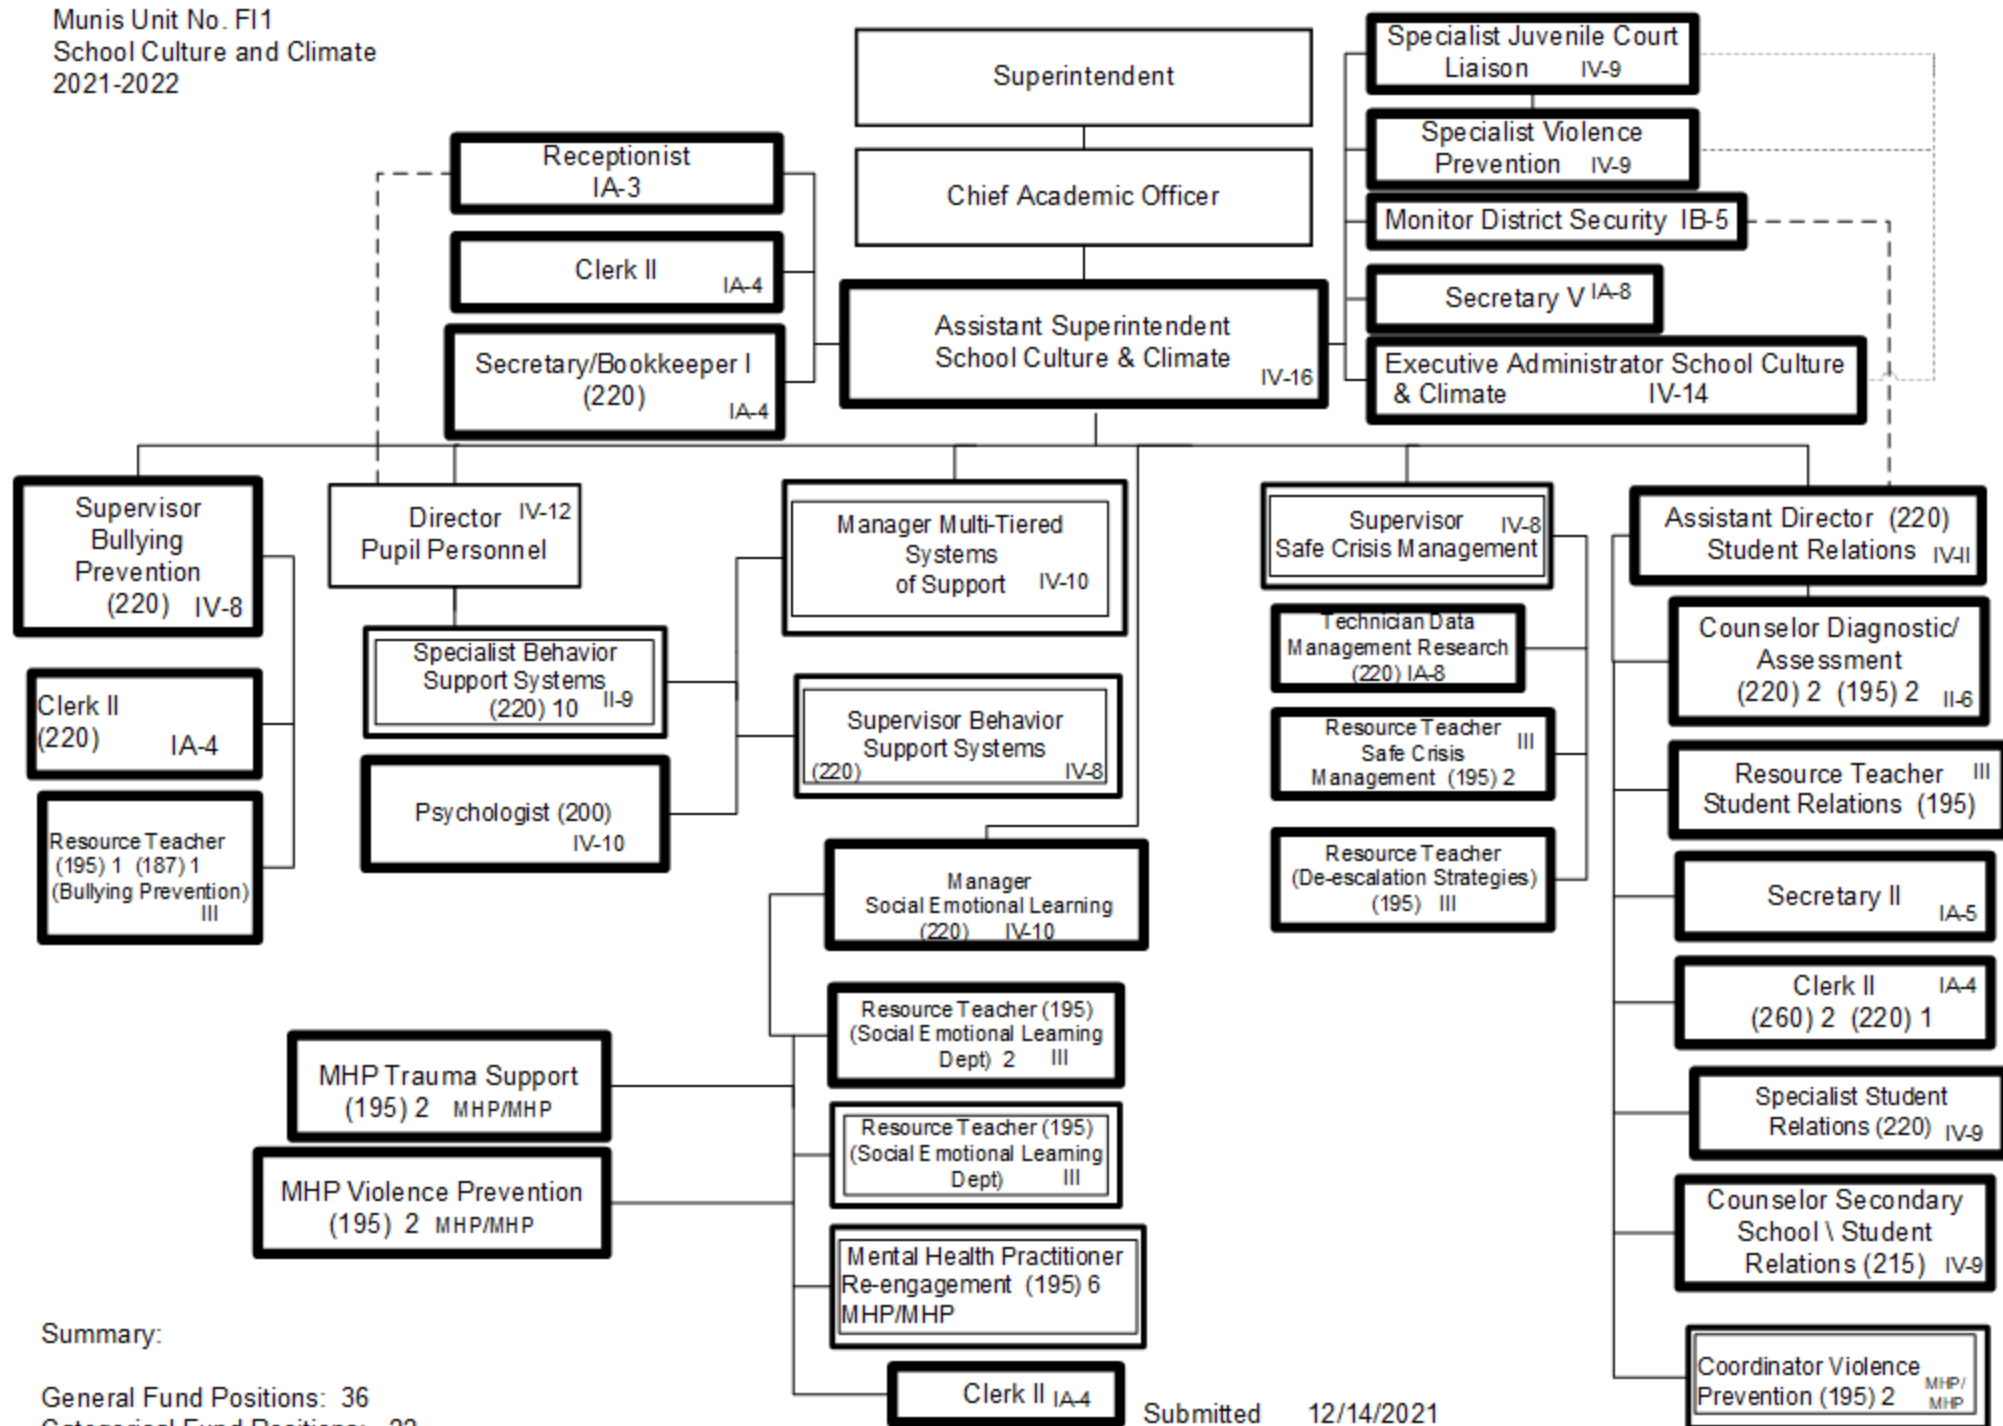 Munis Unit No. FI1
School Culture and Climate
2021-2022
Superintendent
Chief Academic Officer
Assistant Superintendent
School Culture & Climate
IV-16
Receptionist
IA-3
Clerk II
IA-4
Secretary/Bookkeeper I
(220)
IA-4
Specialist Juvenile Court
Liaison IV-9
Specialist Violence
Prevention IV-9
Monitor District Security IB-5
Secretary V IA-8
Executive Administrator School Culture
& Climate IV-14
Supervisor
Bullying
Prevention
(220) IV-8
Clerk II
(220)
IA-4
Resource Teacher
(195) 1 (187) 1
(Bullying Prevention)
III
Director IV-12
Pupil Personnel
Specialist Behavior
Support Systems
(220) 10 II-9
Psychologist (200)
IV-10
Manager Multi-Tiered
Systems
of Support IV-10
Supervisor Behavior
Support Systems
(220) IV-8
Manager
Social Emotional Learning
(220) IV-10
Resource Teacher (195)
(Social Emotional Learning
Dept) 2 III
Resource Teacher (195)
(Social Emotional Learning
Dept) III
Mental Health Practitioner
Re-engagement (195) 6
MHP/MHP
Clerk II IA-4
MHP Trauma Support
(195) 2 MHP/MHP
MHP Violence Prevention
(195) 2 MHP/MHP
Supervisor IV-8
Safe Crisis Management
Technician Data
Management Research
(220) IA-8
Resource Teacher III
Safe Crisis
Management (195) 2
Resource Teacher
(De-escalation Strategies)
(195) III
Assistant Director (220)
Student Relations IV-II
Counselor Diagnostic/
Assessment
(220) 2 (195) 2 II-6
Resource Teacher III
Student Relations (195)
Secretary II
IA-5
Clerk II IA-4
(260) 2 (220) 1
Specialist Student
Relations (220) IV-9
Counselor Secondary
School \ Student
Relations (215) IV-9
Coordinator Violence
Prevention (195) 2 MHP/
MHP
Summary:
General Fund Positions: 36
Categorical Fund Positions: 22
Submitted 12/14/2021